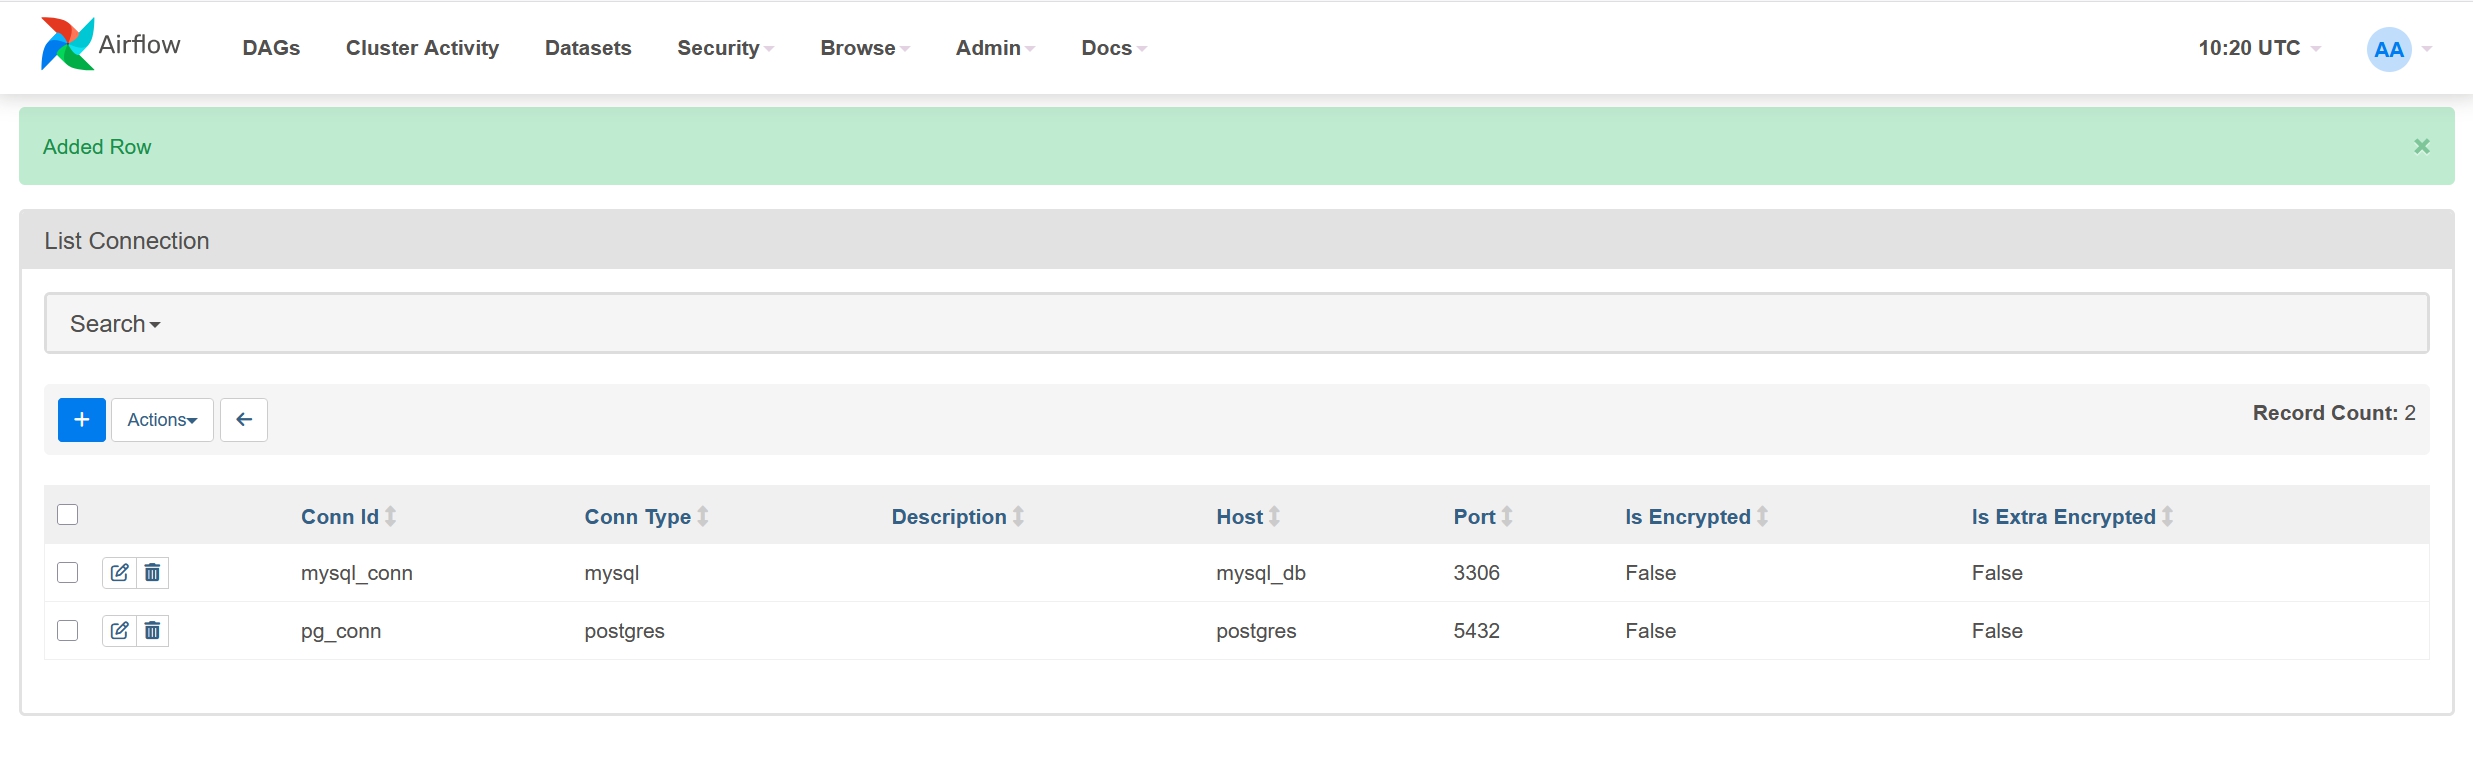 Airflow DAGs Cluster Activity Datasets Security Browse Admin Docs 10:20 UTC AA
Added Row
List Connection
Search
Actions Record Count: 2
Conn Id Conn Type Description Host Port Is Encrypted Is Extra Encrypted
mysql_conn mysql mysql_db 3306 False False
pg_conn postgres postgres 5432 False False